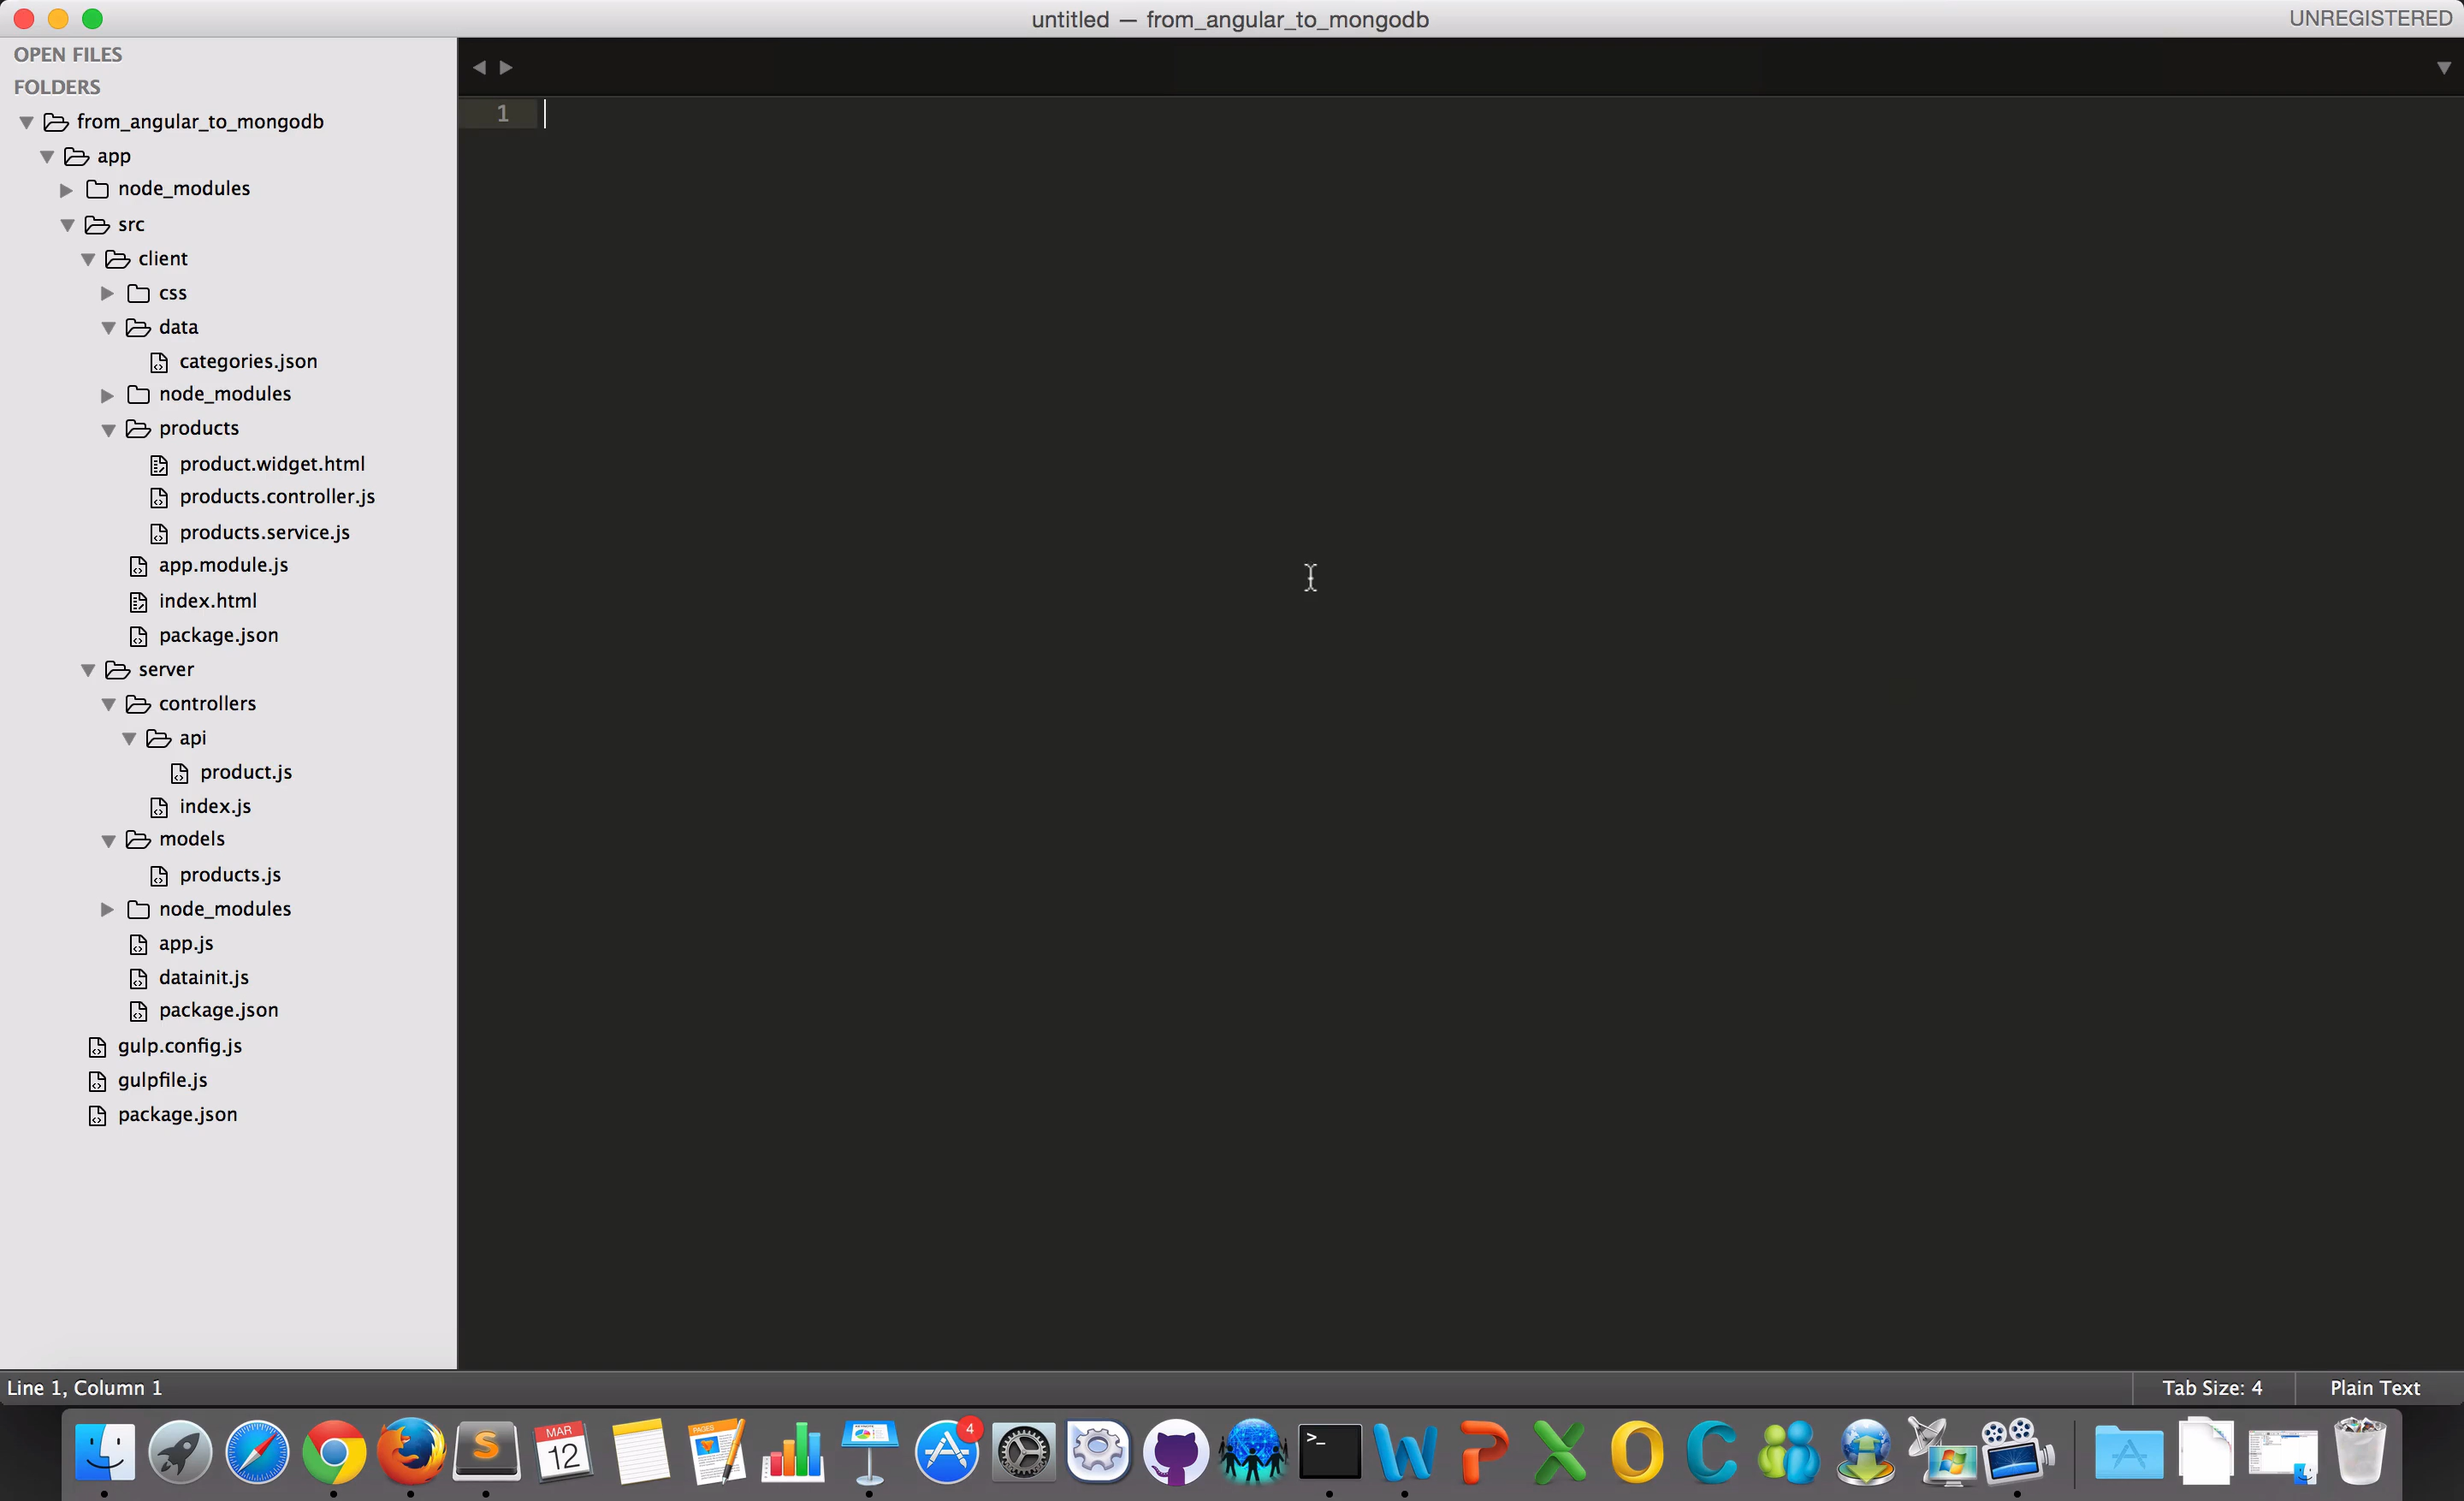 untitled — from_angular_to_mongodb
UNREGISTERED
OPEN FILES
FOLDERS
from_angular_to_mongodb
app
node_modules
src
client
css
data
categories.json
node_modules
products
product.widget.html
products.controller.js
products.service.js
app.module.js
index.html
package.json
server
controllers
api
product.js
index.js
models
products.js
node_modules
app.js
datainit.js
package.json
gulp.config.js
gulpfile.js
package.json
1
Line 1, Column 1
Tab Size: 4
Plain Text
MAR
12
PAGES
4
>_